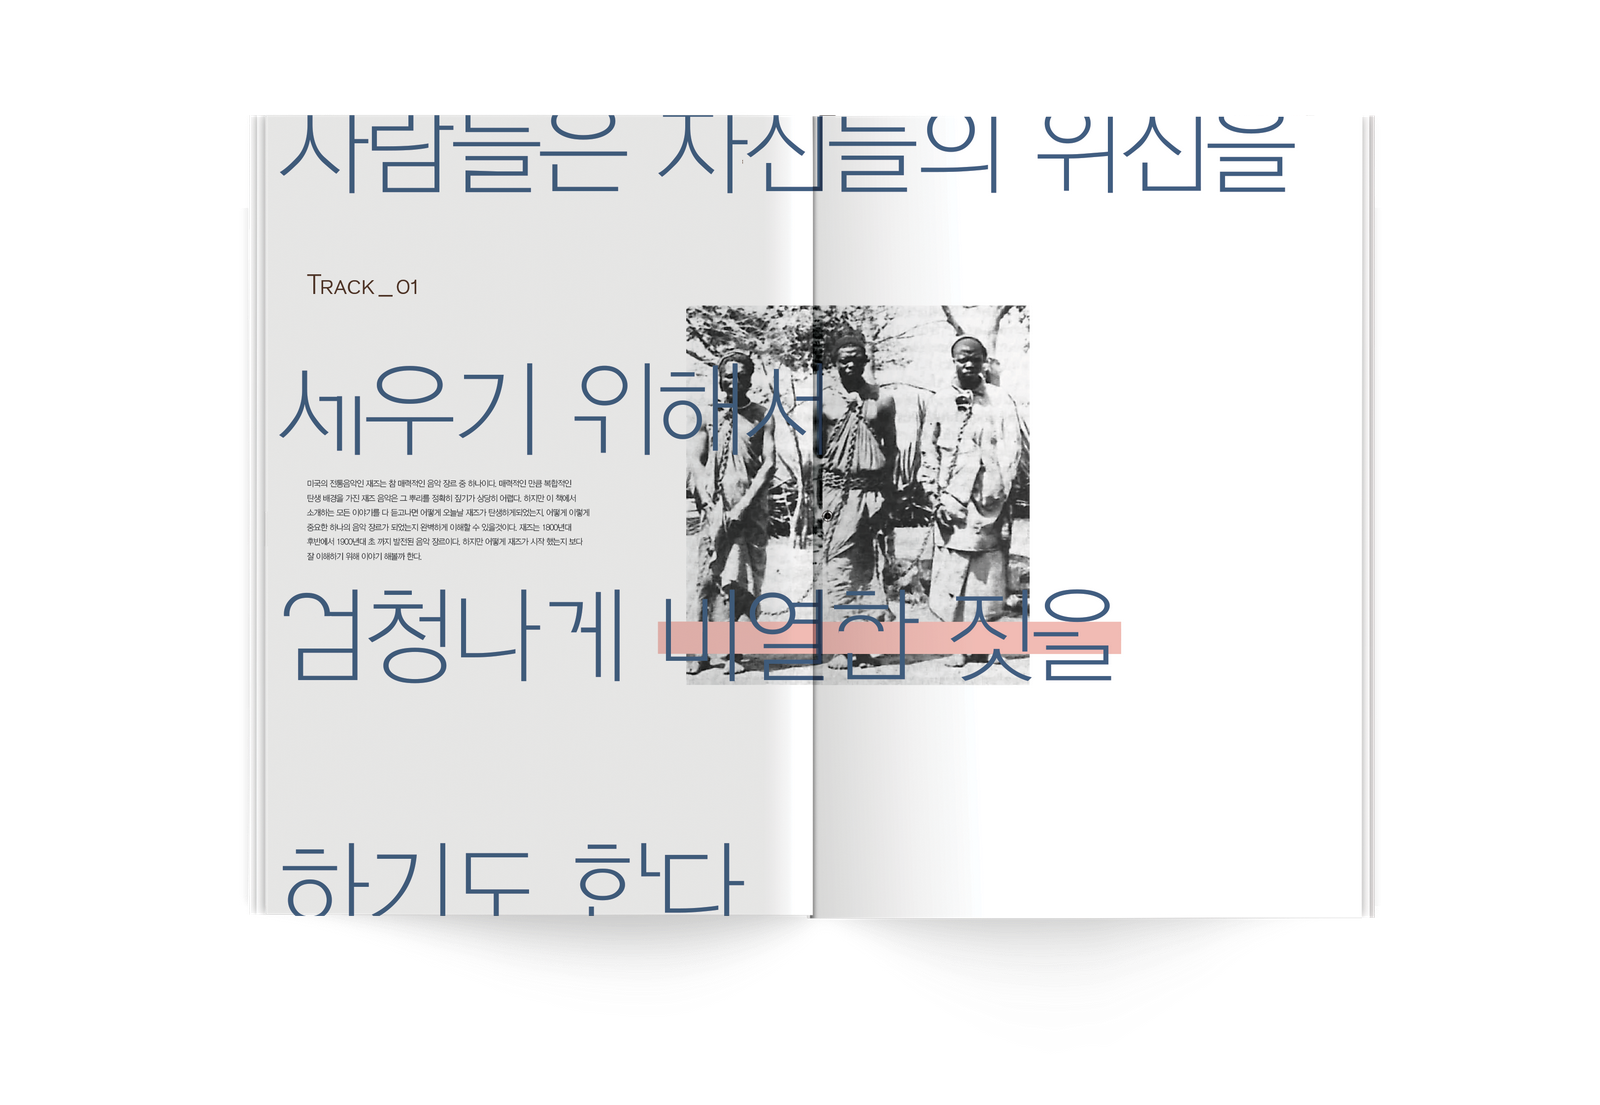 사람들은 자신들의 위신을
TRACK_01
세우기 위해서
미국의 전통음악인 재즈는 참 매력적인 음악 장르 중 하나이다. 매력적인 만큼 복합적인
탄생 배경을 가진 재즈 음악은 그 뿌리를 정확히 짚기가 상당히 어렵다. 하지만 이 책에서
소개하는 모든 이야기를 다 듣고나면 어떻게 오늘날 재즈가 탄생하게되었는지, 어떻게 이렇게
중요한 하나의 음악 장르가 되었는지 완벽하게 이해할 수 있을것이다. 재즈는 1800년대
후반에서 1900년대 초 까지 발전된 음악 장르이다. 하지만 어떻게 재즈가 시작 했는지 보다
잘 이해하기 위해 이야기 해볼까 한다.
엄청나게 비열한 짓을
하기도 한다